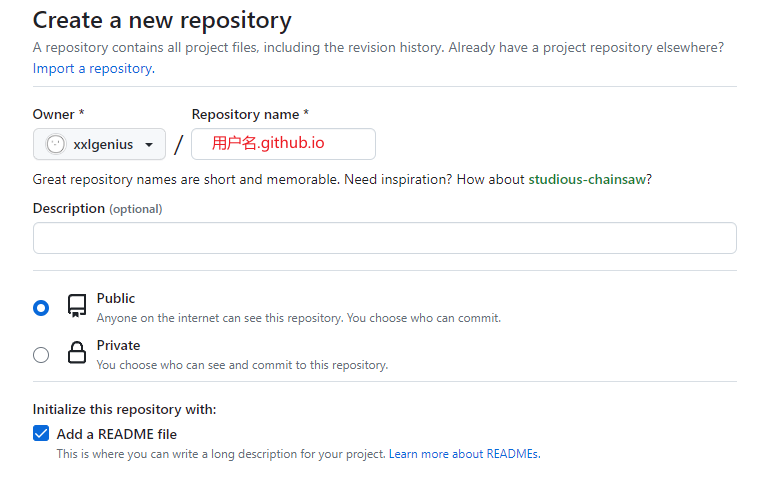 Create a new repository
A repository contains all project files, including the revision history. Already have a project repository elsewhere?
Import a repository.
Owner * Repository name *
xxlgenius / 用户名.github.io
Great repository names are short and memorable. Need inspiration? How about studious-chainsaw?
Description (optional)
Public
Anyone on the internet can see this repository. You choose who can commit.
Private
You choose who can see and commit to this repository.
Initialize this repository with:
Add a README file
This is where you can write a long description for your project. Learn more about READMEs.